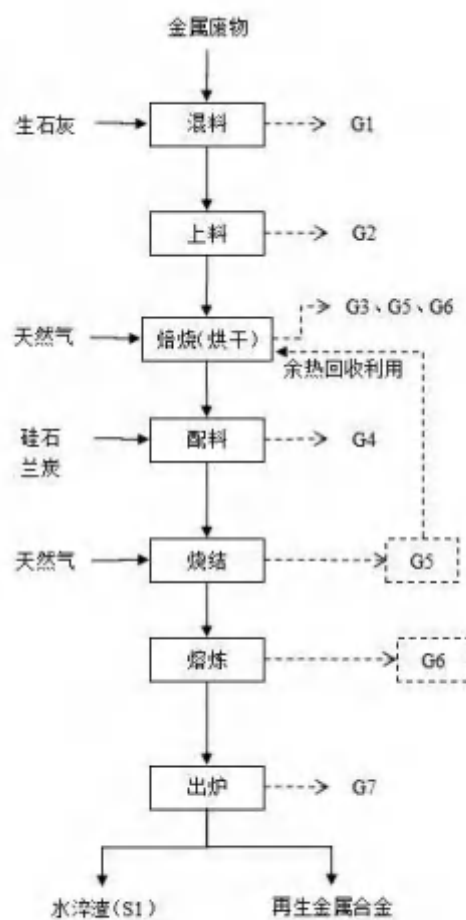 金属废物
生石灰
混料
G1
上料
G2
天然气
焙烧(烘干)
G3、G5、G6
余热回收利用
硅石
兰炭
配料
G4
天然气
烧结
G5
熔炼
G6
出炉
G7
水淬渣(S1)
再生金属合金